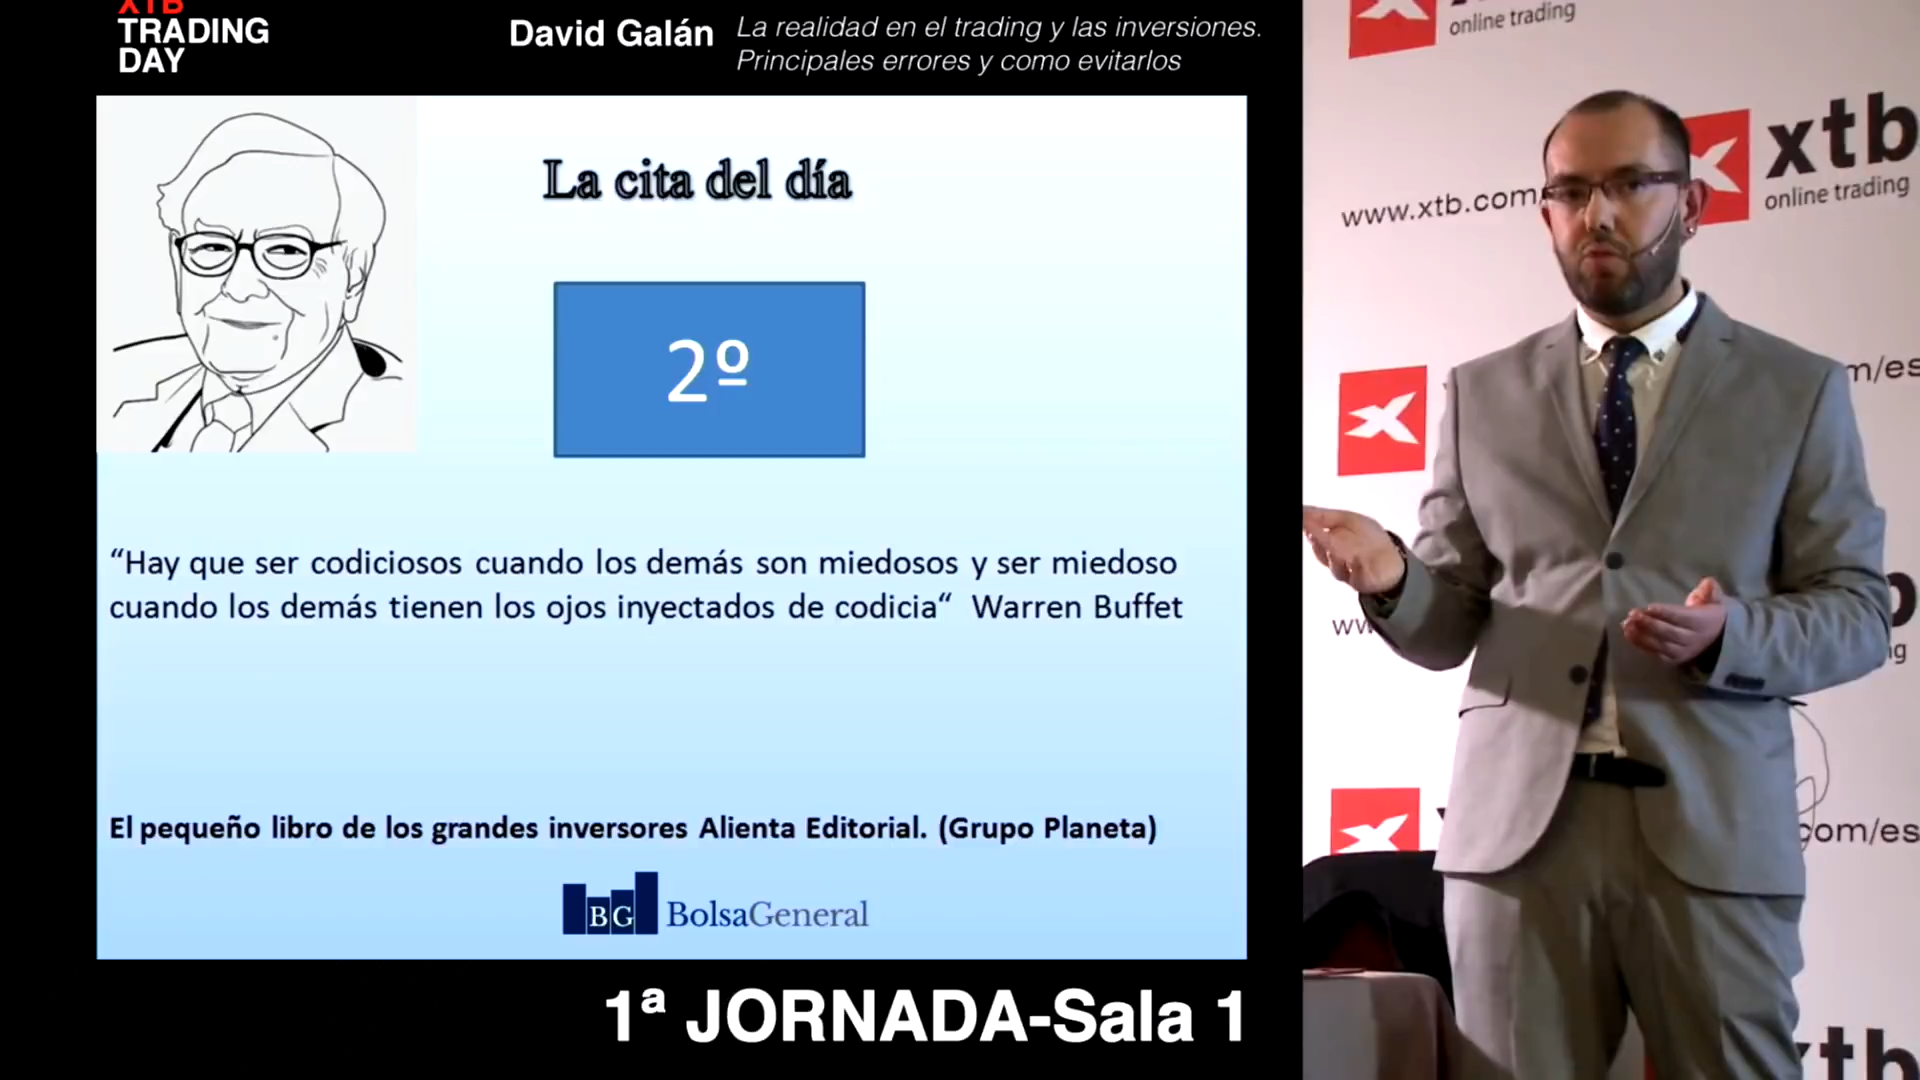 XTB
TRADING
DAY
David Galán
La realidad en el trading y las inversiones.
Principales errores y como evitarlos
La cita del día
2º
“Hay que ser codiciosos cuando los demás son miedosos y ser miedoso
cuando los demás tienen los ojos inyectados de codicia“ Warren Buffet
El pequeño libro de los grandes inversores Alienta Editorial. (Grupo Planeta)
BG BolsaGeneral
1ª JORNADA-Sala 1
online trading
xtb
online trading
www.xtb.com
m/es
com/es
xtb